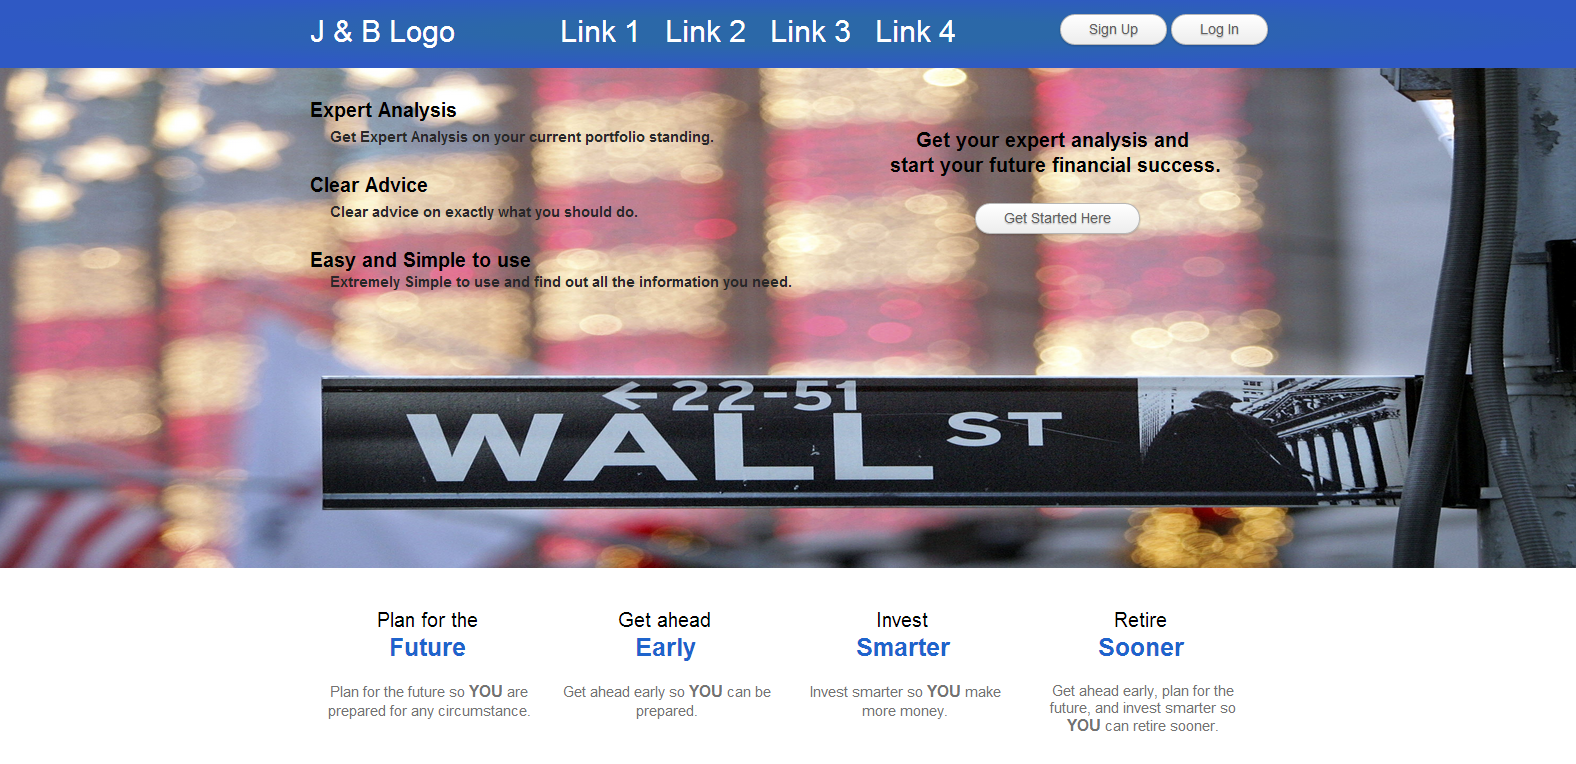 J & B Logo Link 1 Link 2 Link 3 Link 4 Sign Up Log In
Expert Analysis
Get Expert Analysis on your current portfolio standing.
Clear Advice
Clear advice on exactly what you should do.
Easy and Simple to use
Extremely Simple to use and find out all the information you need.
Get your expert analysis and
start your future financial success.
Get Started Here
←22-51
WALL ST
Plan for the
Future
Plan for the future so YOU are
prepared for any circumstance.
Get ahead
Early
Get ahead early so YOU can be
prepared.
Invest
Smarter
Invest smarter so YOU make
more money.
Retire
Sooner
Get ahead early, plan for the
future, and invest smarter so
YOU can retire sooner.